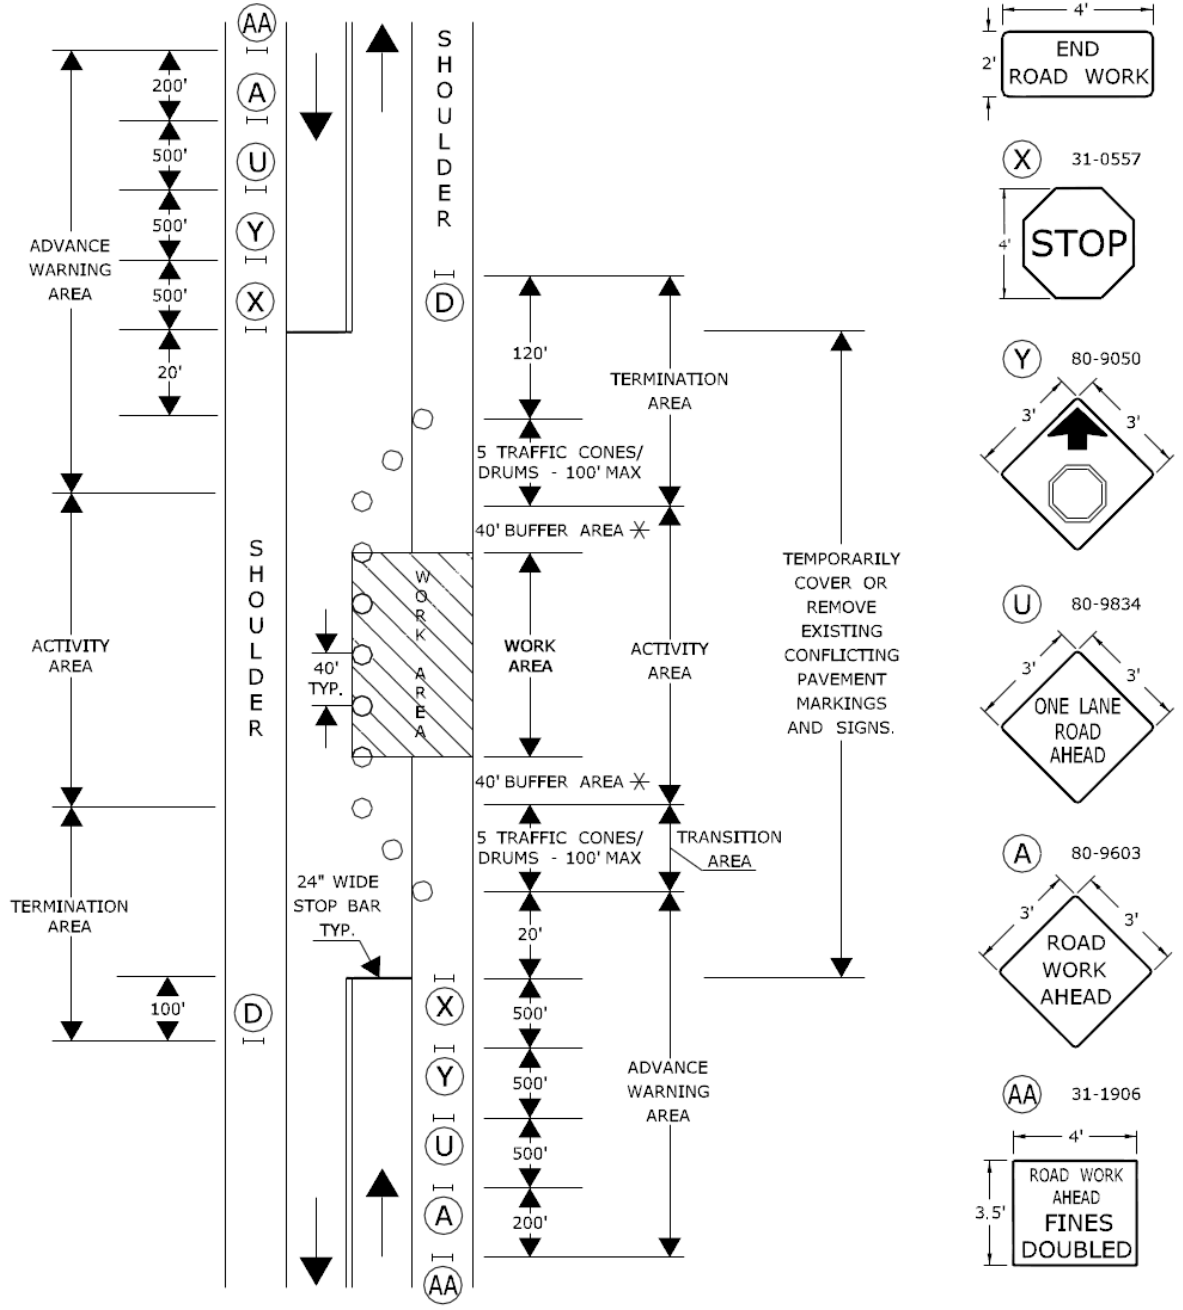 AA
A
U
Y
X
200'
500'
500'
500'
20'
ADVANCE
WARNING
AREA
SHOULDER
D
120'
TERMINATION
AREA
5 TRAFFIC CONES/
DRUMS - 100' MAX
40' BUFFER AREA *
SHOULDER
ACTIVITY
AREA
40'
TYP.
WORK AREA
WORK
AREA
ACTIVITY
AREA
TEMPORARILY
COVER OR
REMOVE
EXISTING
CONFLICTING
PAVEMENT
MARKINGS
AND SIGNS.
40' BUFFER AREA *
5 TRAFFIC CONES/
DRUMS - 100' MAX
TRANSITION
AREA
TERMINATION
AREA
24" WIDE
STOP BAR
TYP.
20'
100'
D
X
Y
U
A
AA
500'
500'
500'
200'
ADVANCE
WARNING
AREA
4'
2'
END
ROAD WORK
X 31-0557
4'
STOP
Y 80-9050
3' 3'
U 80-9834
3' 3'
ONE LANE
ROAD
AHEAD
A 80-9603
3' 3'
ROAD
WORK
AHEAD
AA 31-1906
4'
3.5'
ROAD WORK
AHEAD
FINES
DOUBLED